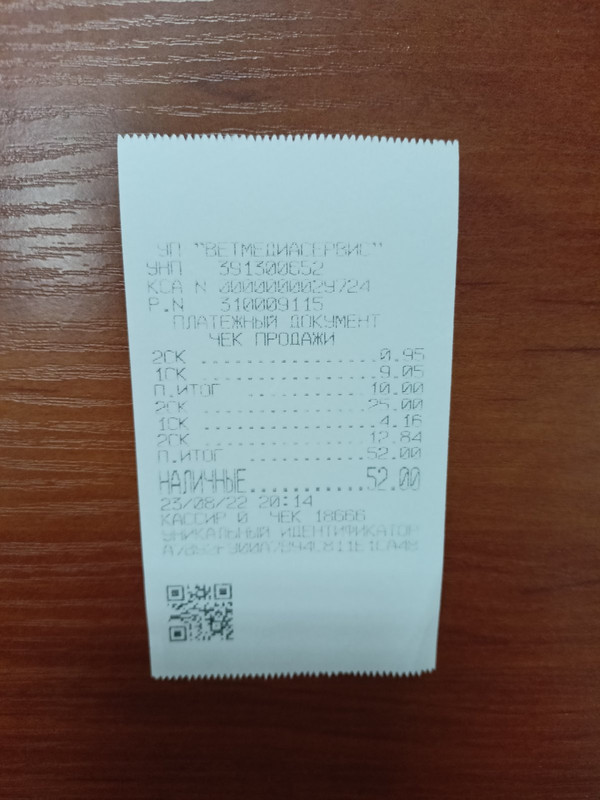 УП "ВЕТМЕДИАСЕРВИС"
УНП 391300652
КСА N 0000000029724
Р.N 310009115
ПЛАТЕЖНЫЙ ДОКУМЕНТ
ЧЕК ПРОДАЖИ
2СК ....................0.95
1СК ....................9.05
П.ИТОГ ...............10.00
2СК ...................25.00
1СК ....................4.16
2СК ...................12.84
П.ИТОГ ...............52.00
НАЛИЧНЫЕ...........52.00
23/08/22 20:14
КАССИР 0 ЧЕК 18666
УНИКАЛЬНЫЙ ИДЕНТИФИКАТОР